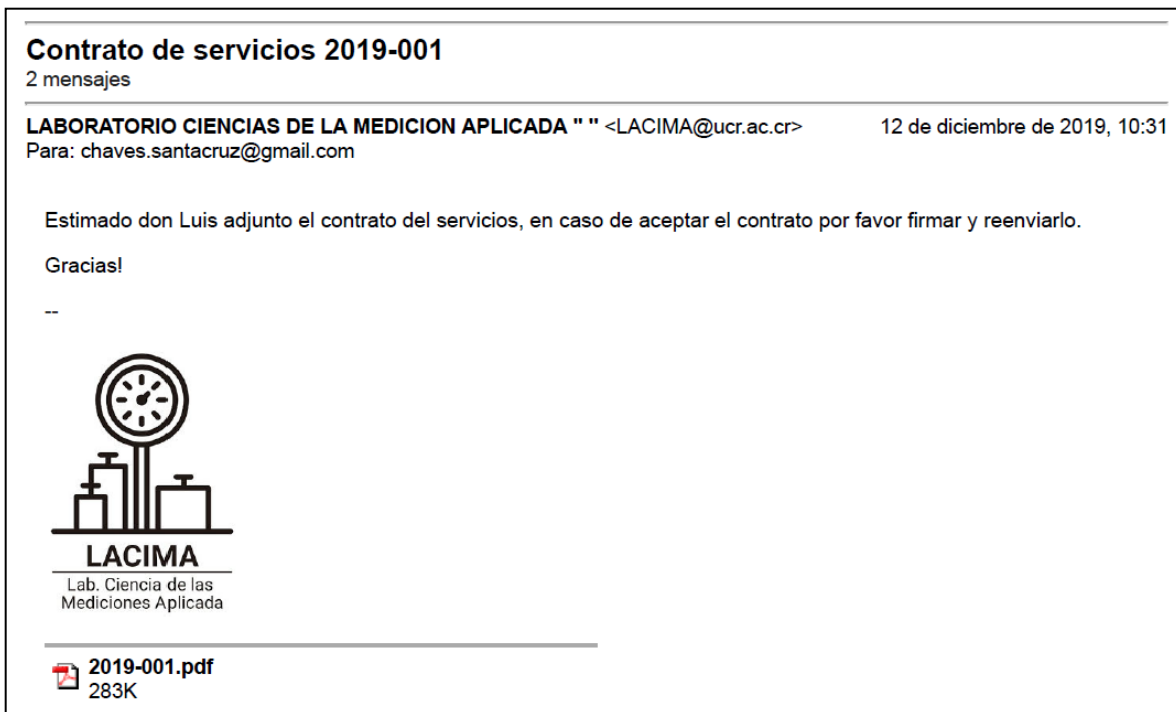 Contrato de servicios 2019-001
2 mensajes
LABORATORIO CIENCIAS DE LA MEDICION APLICADA " " <LACIMA@ucr.ac.cr> 12 de diciembre de 2019, 10:31
Para: chaves.santacruz@gmail.com
Estimado don Luis adjunto el contrato del servicios, en caso de aceptar el contrato por favor firmar y reenviarlo.
Gracias!
--
LACIMA
Lab. Ciencia de las
Mediciones Aplicada
2019-001.pdf
283K